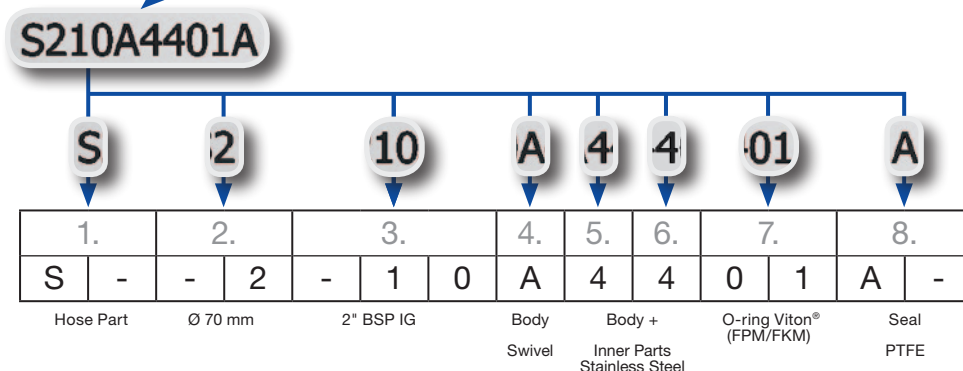 S210A4401A
S 2 10 A 4 4 01 A
1. 2. 3. 4. 5. 6. 7. 8.
S - - 2 - 1 0 A 4 4 0 1 A -
Hose Part Ø 70 mm 2" BSP IG Body Body + O-ring Viton® Seal
(FPM/FKM)
Swivel Inner Parts PTFE
Stainless Steel